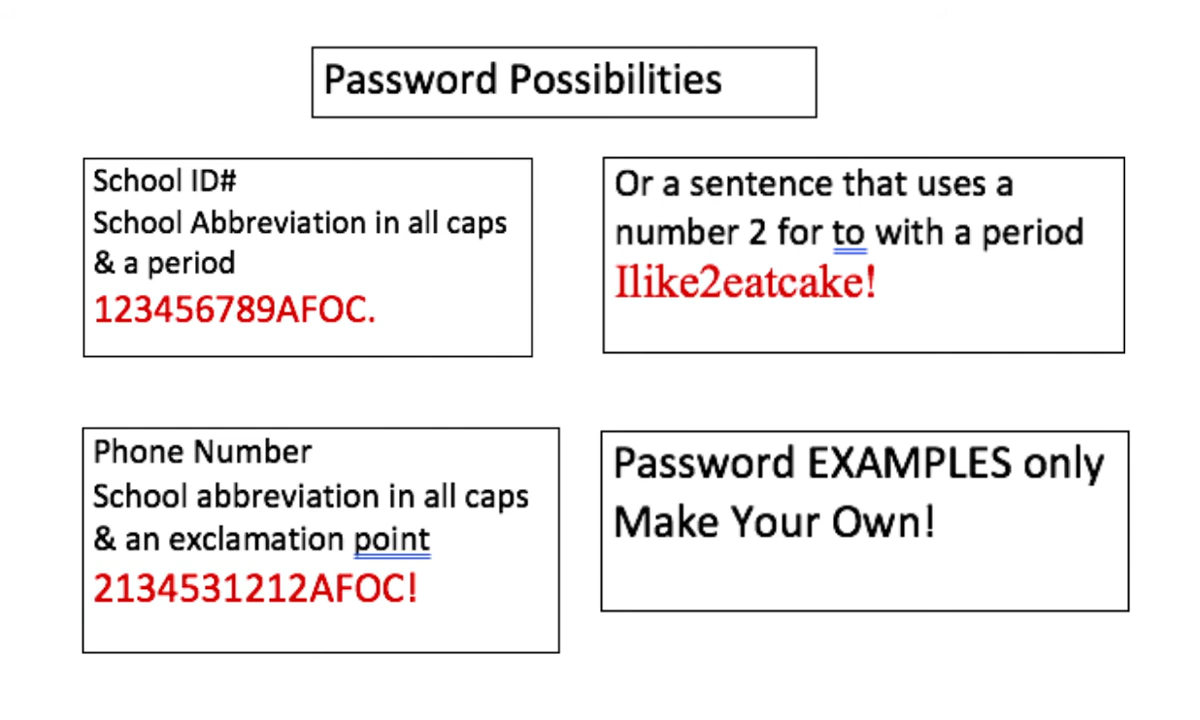 Password Possibilities
School ID#
School Abbreviation in all caps
& a period
123456789AFOC.
Or a sentence that uses a
number 2 for to with a period
Ilike2eatcake!
Phone Number
School abbreviation in all caps
& an exclamation point
2134531212AFOC!
Password EXAMPLES only
Make Your Own!